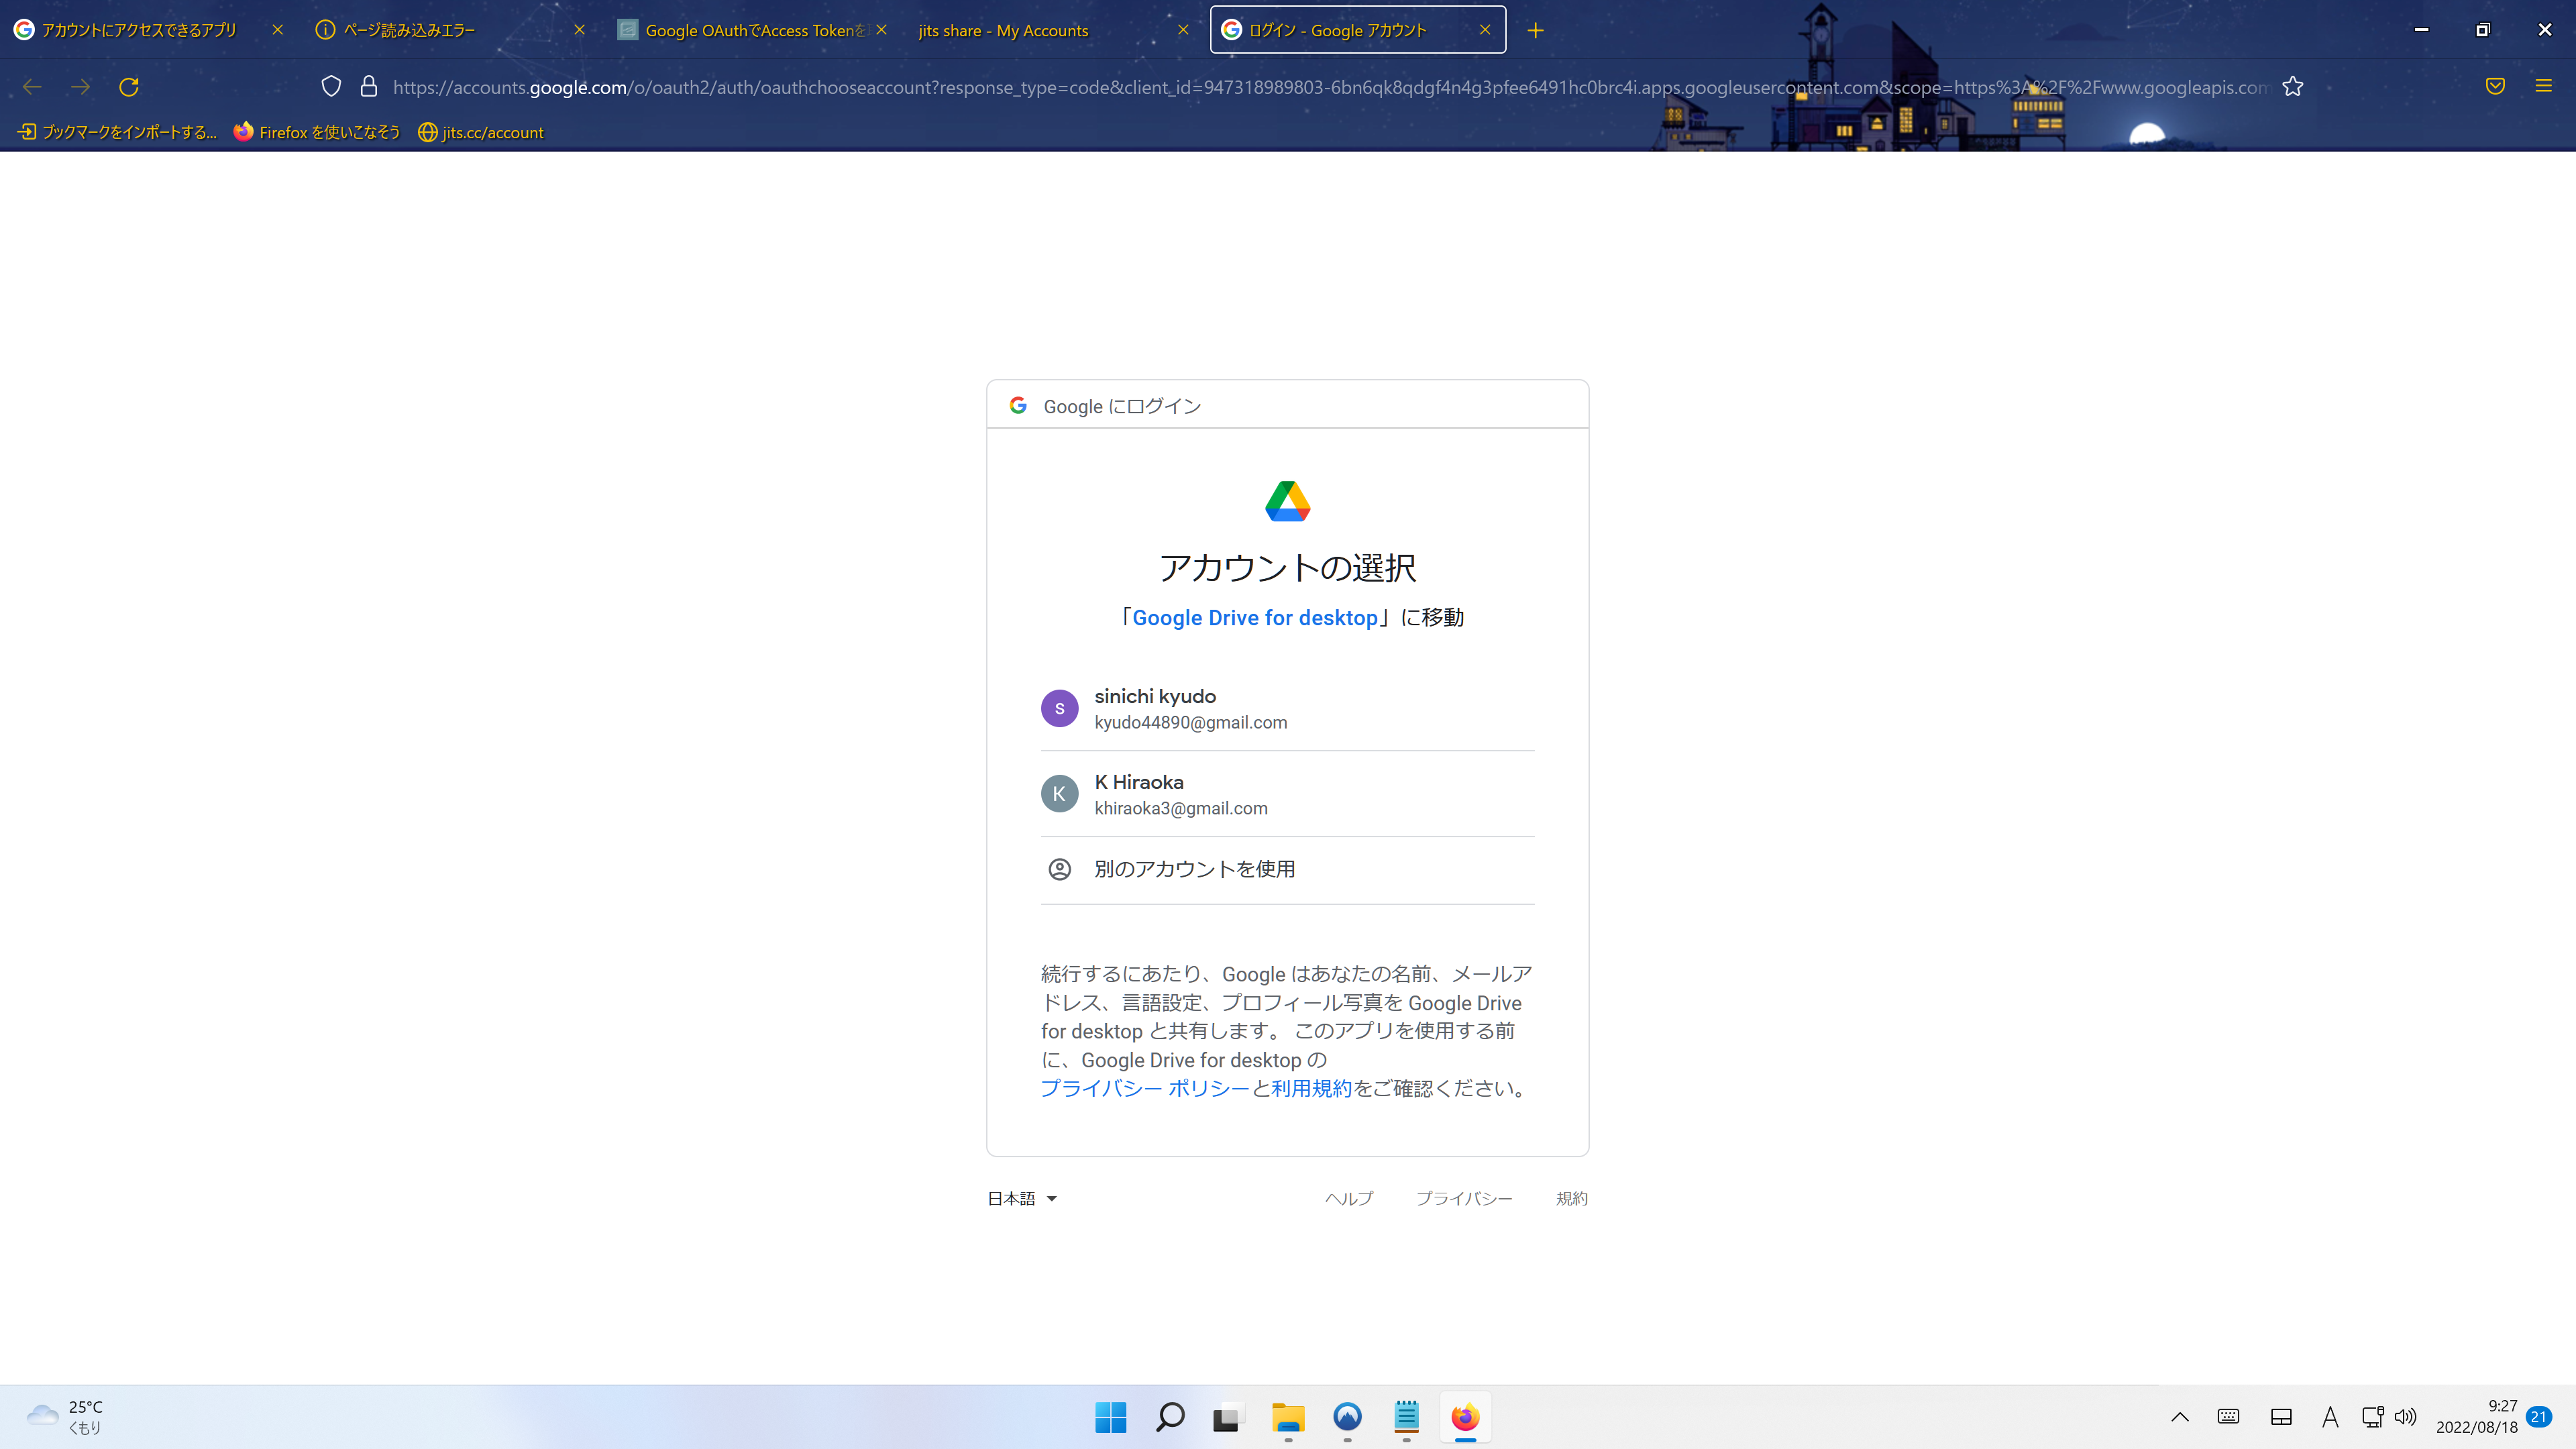 アカウントにアクセスできるアプリ
ページ読み込みエラー
Google OAuthでAccess Tokenを
jits share - My Accounts
ログイン - Google アカウント
https://accounts.google.com/o/oauth2/auth/oauthchooseaccount?response_type=code&client_id=947318989803-6bn6qk8qdgf4n4g3pfee6491hc0brc4i.apps.googleusercontent.com&scope=https%3A%2F%2Fwww.googleapis.com
ブックマークをインポートする...
Firefox を使いこなそう
jits.cc/account
Google にログイン
アカウントの選択
「Google Drive for desktop」に移動
s
sinichi kyudo
kyudo44890@gmail.com
K
K Hiraoka
khiraoka3@gmail.com
別のアカウントを使用
続行するにあたり、Google はあなたの名前、メールア
ドレス、言語設定、プロフィール写真を Google Drive
for desktop と共有します。 このアプリを使用する前
に、Google Drive for desktop の
プライバシー ポリシーと利用規約をご確認ください。
日本語
ヘルプ
プライバシー
規約
25°C
くもり
A
9:27
2022/08/18
21